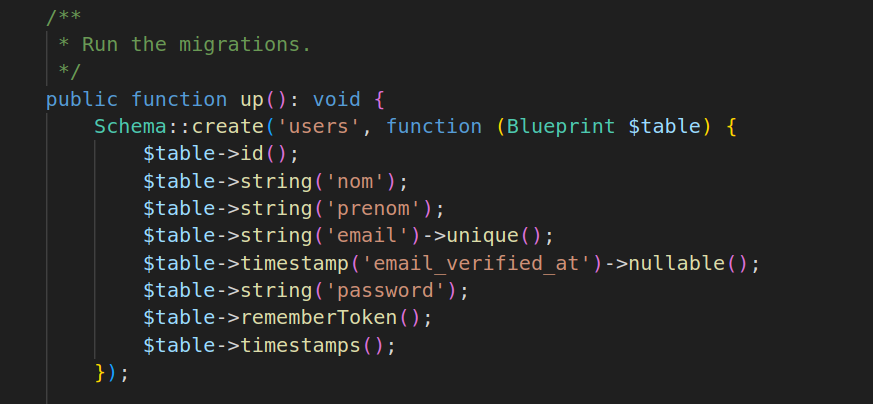 /**
 * Run the migrations.
 */
public function up(): void {
    Schema::create('users', function (Blueprint $table) {
        $table->id();
        $table->string('nom');
        $table->string('prenom');
        $table->string('email')->unique();
        $table->timestamp('email_verified_at')->nullable();
        $table->string('password');
        $table->rememberToken();
        $table->timestamps();
    });